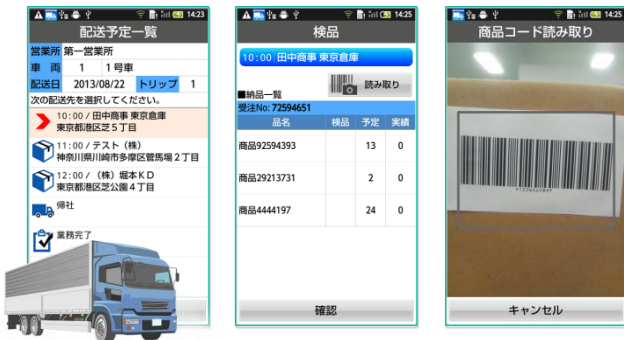 14:23
配送予定一覧
営業所 第一営業所
車 両 1 1号車
配送日 2013/08/22 トリップ 1
次の配送先を選択してください。
10:00 / 田中商事 東京倉庫
東京都港区芝5丁目
11:00 / テスト (株)
神奈川県川崎市多摩区菅馬場2丁目
12:00 / (株) 堀本KD
東京都港区芝公園4丁目
帰社
業務完了
14:25
検品
10:00 田中商事 東京倉庫
読み取り
■納品一覧
受注No: 72594651
品名 検品 予定 実績
商品92594393 13 0
商品29213731 2 0
商品4444197 24 0
確認
14:25
商品コード読み取り
キャンセル